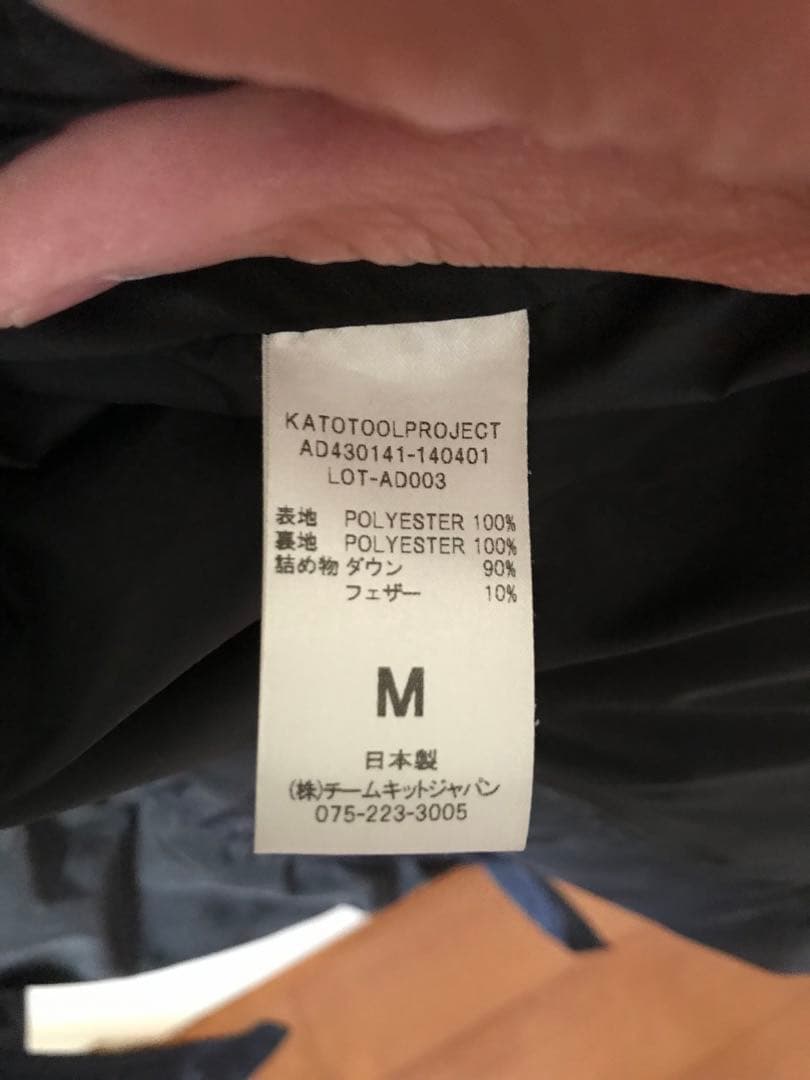 KATOTOOLPROJECT
AD430141-140401
LOT-AD003
表地 POLYESTER 100%
裏地 POLYESTER 100%
詰め物 ダウン 90%
フェザー 10%
M
日本製
(株)チームキットジャパン
075-223-3005